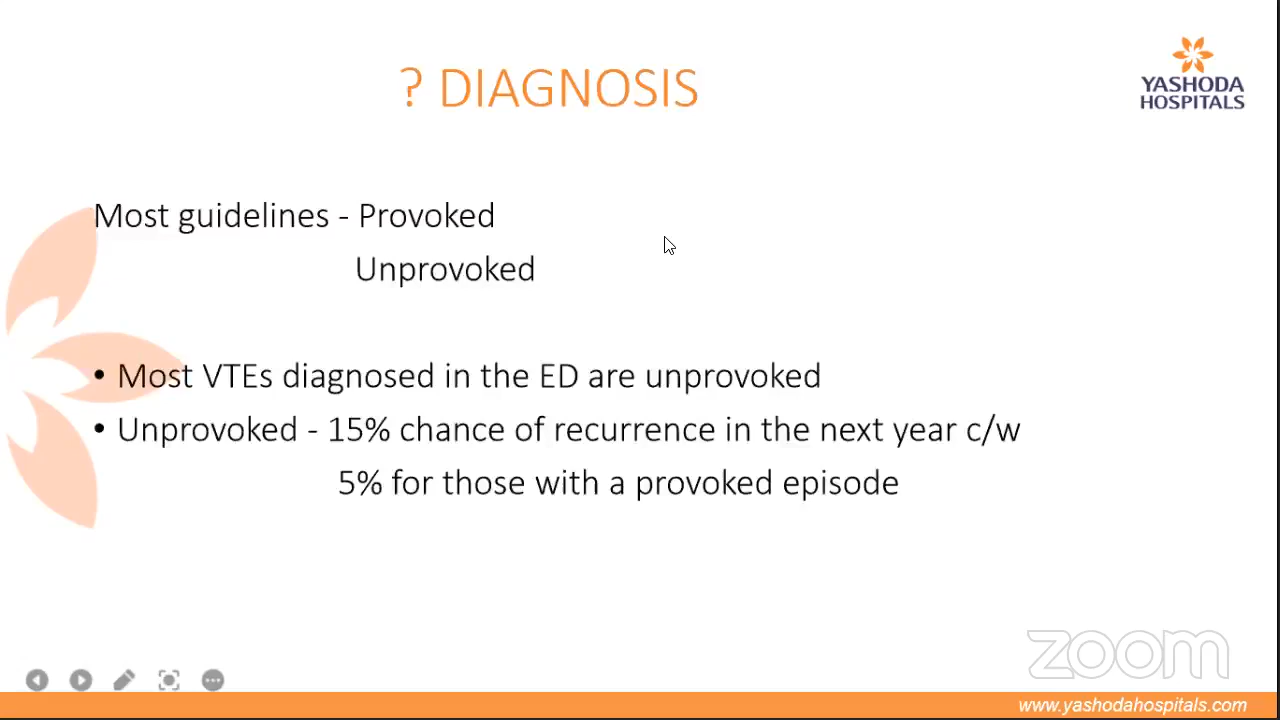 ? DIAGNOSIS
YASHODA
HOSPITALS
Most guidelines - Provoked
Unprovoked
• Most VTEs diagnosed in the ED are unprovoked
• Unprovoked - 15% chance of recurrence in the next year c/w
5% for those with a provoked episode
zoom
www.yashodahospitals.com